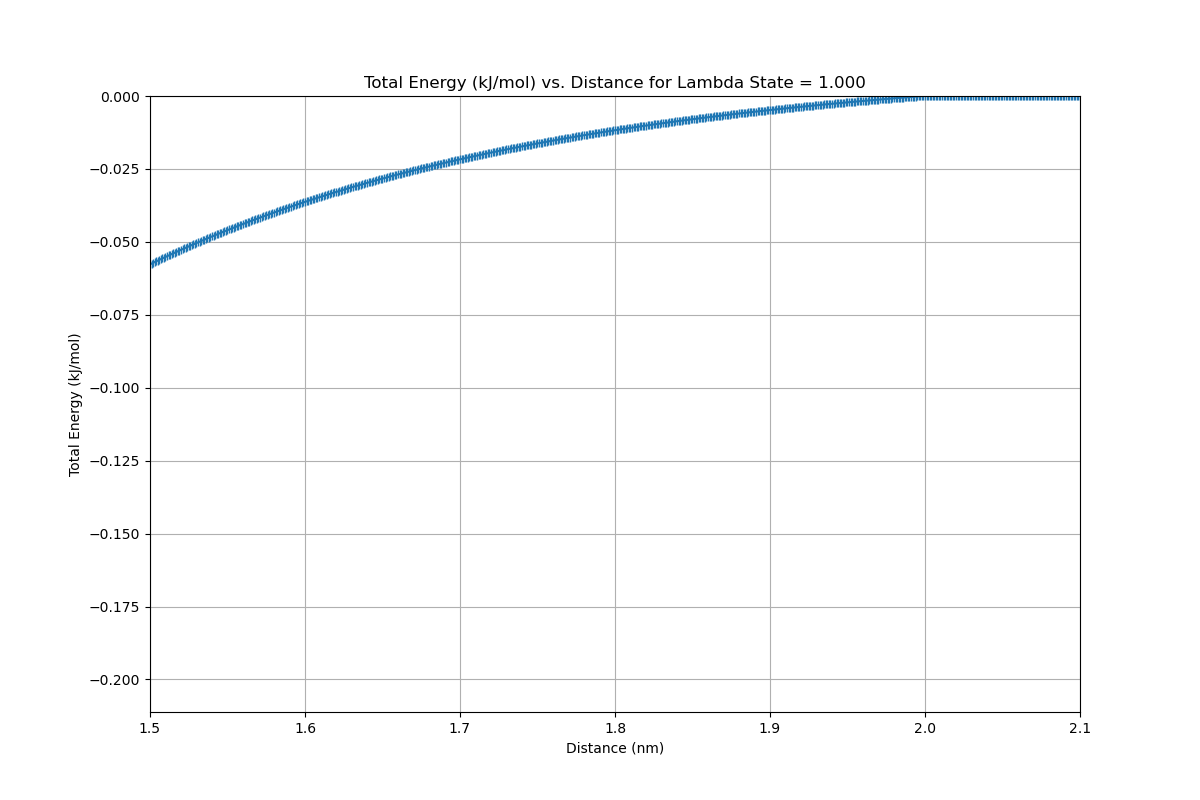 Total Energy (kJ/mol) vs. Distance for Lambda State = 1.000
0.000
−0.025
−0.050
−0.075
−0.100
−0.125
−0.150
−0.175
−0.200
Total Energy (kJ/mol)
1.5 1.6 1.7 1.8 1.9 2.0 2.1
Distance (nm)